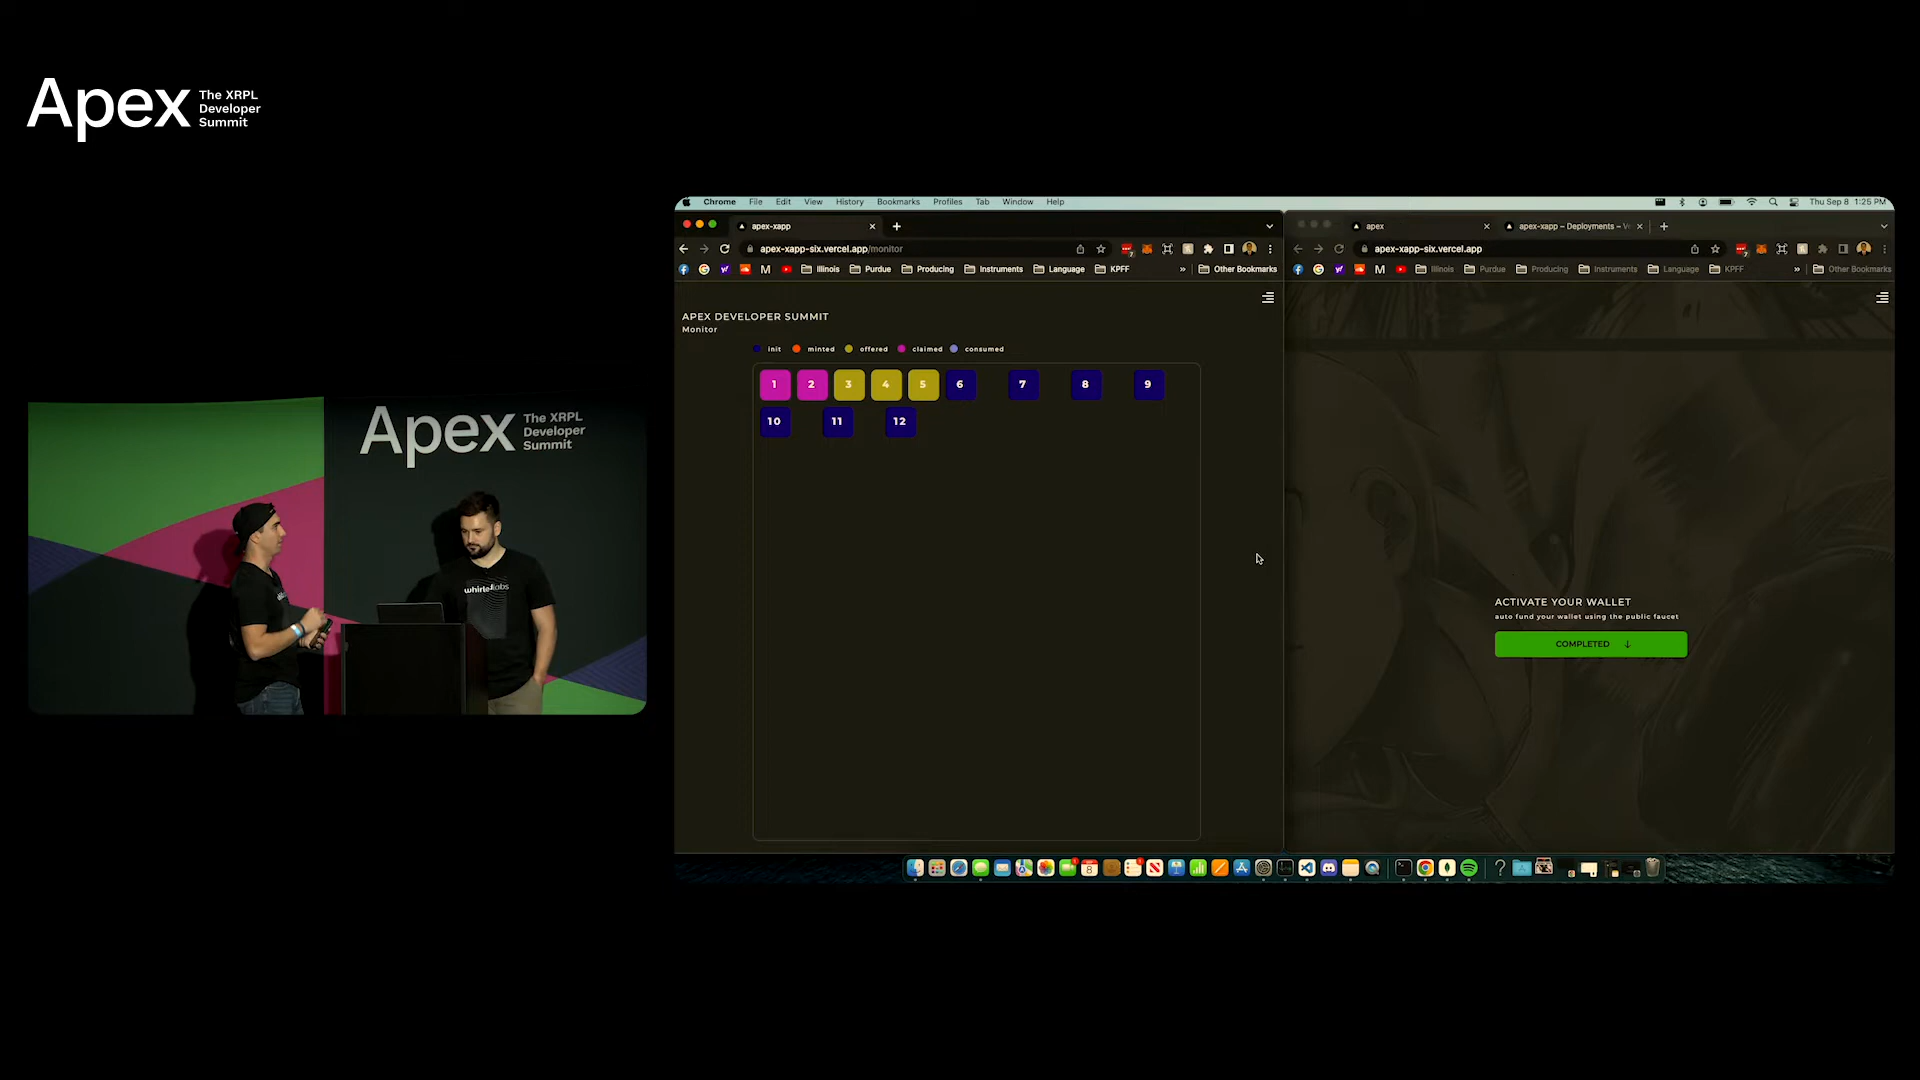 Apex The XRPL Developer Summit
Apex The XRPL Developer Summit
whirled labs
Chrome File Edit View History Bookmarks Profiles Tab Window Help
Thu Sep 8 1:25 PM
apex-xapp
apex-xapp-six.vercel.app/monitor
Illinois Purdue Producing Instruments Language KPFF » Other Bookmarks
APEX DEVELOPER SUMMIT
Monitor
init minted offered claimed consumed
1 2 3 4 5 6 7 8 9
10 11 12
apex apex-xapp – Deployments – V
apex-xapp-six.vercel.app
Illinois Purdue Producing Instruments Language KPFF » Other Bookmarks
ACTIVATE YOUR WALLET
auto fund your wallet using the public faucet
COMPLETED ↓